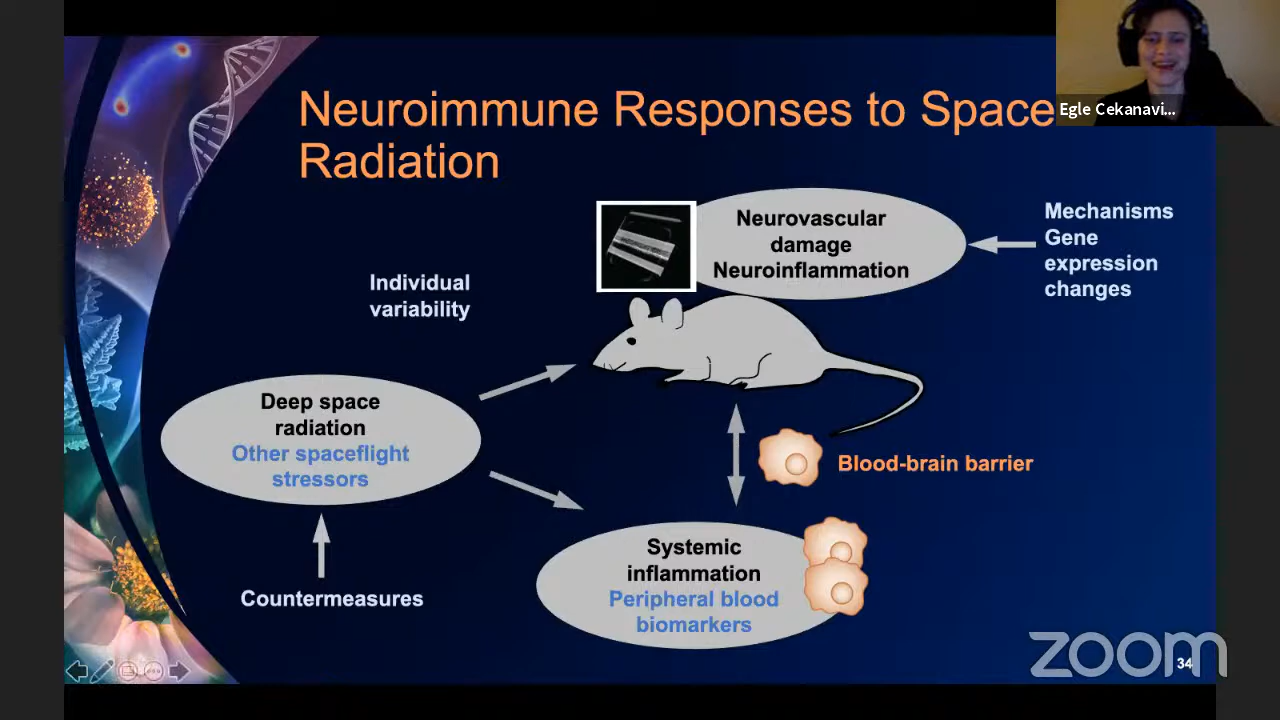 Neuroimmune Responses to Space
Radiation
Egle Cekanavi...
Neurovascular
damage
Neuroinflammation
Mechanisms
Gene
expression
changes
Individual
variability
Deep space
radiation
Other spaceflight
stressors
Blood-brain barrier
Countermeasures
Systemic
inflammation
Peripheral blood
biomarkers
zoom
34